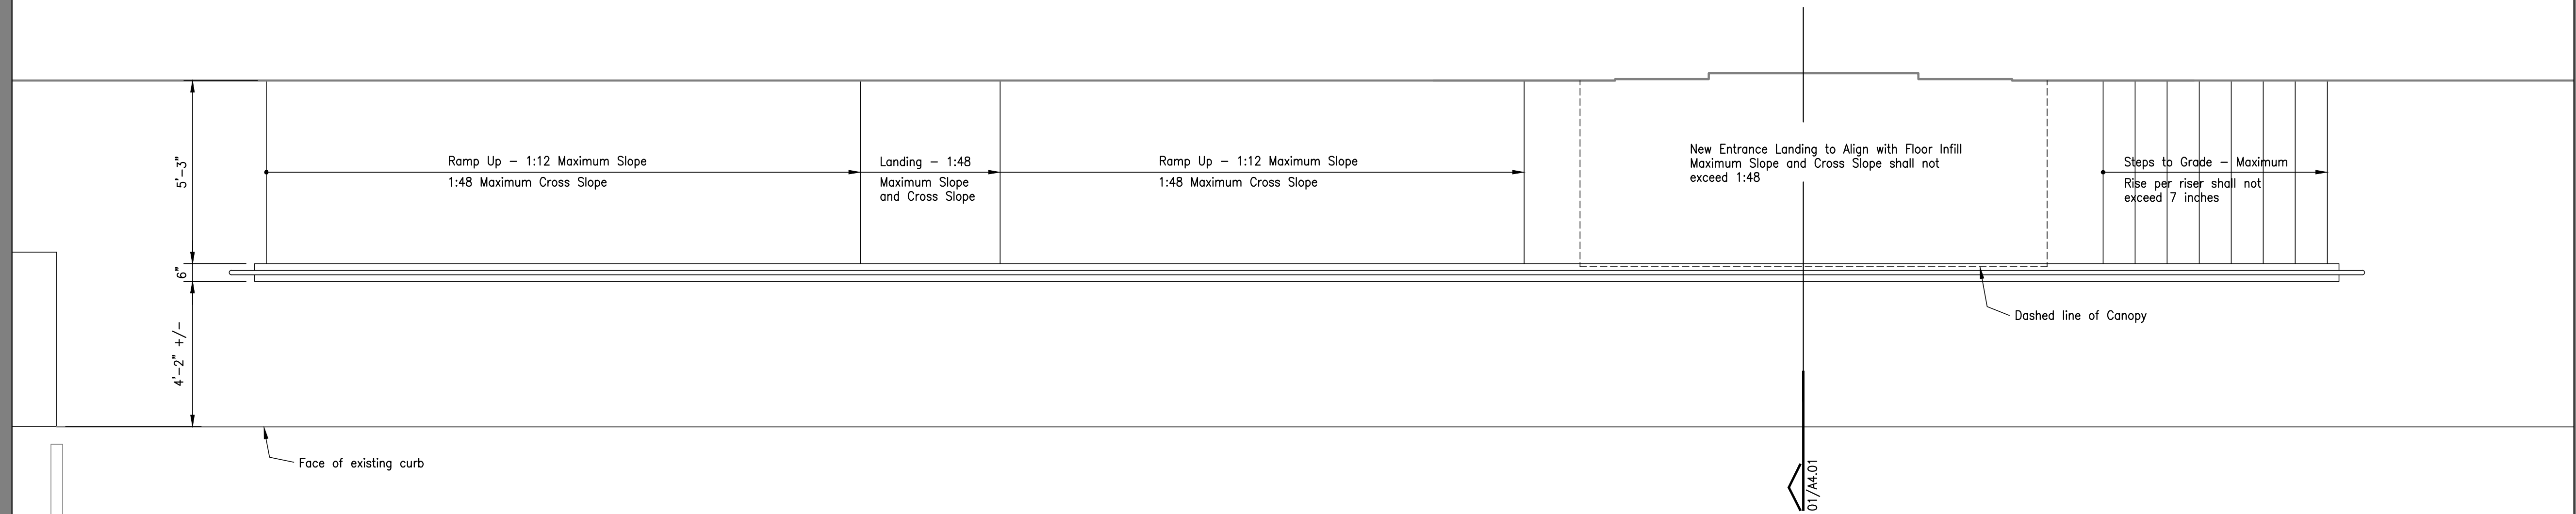 5'-3"
6"
4'-2" +/-
Ramp Up - 1:12 Maximum Slope
1:48 Maximum Cross Slope
Landing - 1:48
Maximum Slope
and Cross Slope
Ramp Up - 1:12 Maximum Slope
1:48 Maximum Cross Slope
New Entrance Landing to Align with Floor Infill
Maximum Slope and Cross Slope shall not
exceed 1:48
Steps to Grade - Maximum
Rise per riser shall not
exceed 7 inches
Dashed line of Canopy
Face of existing curb
01/A4.01